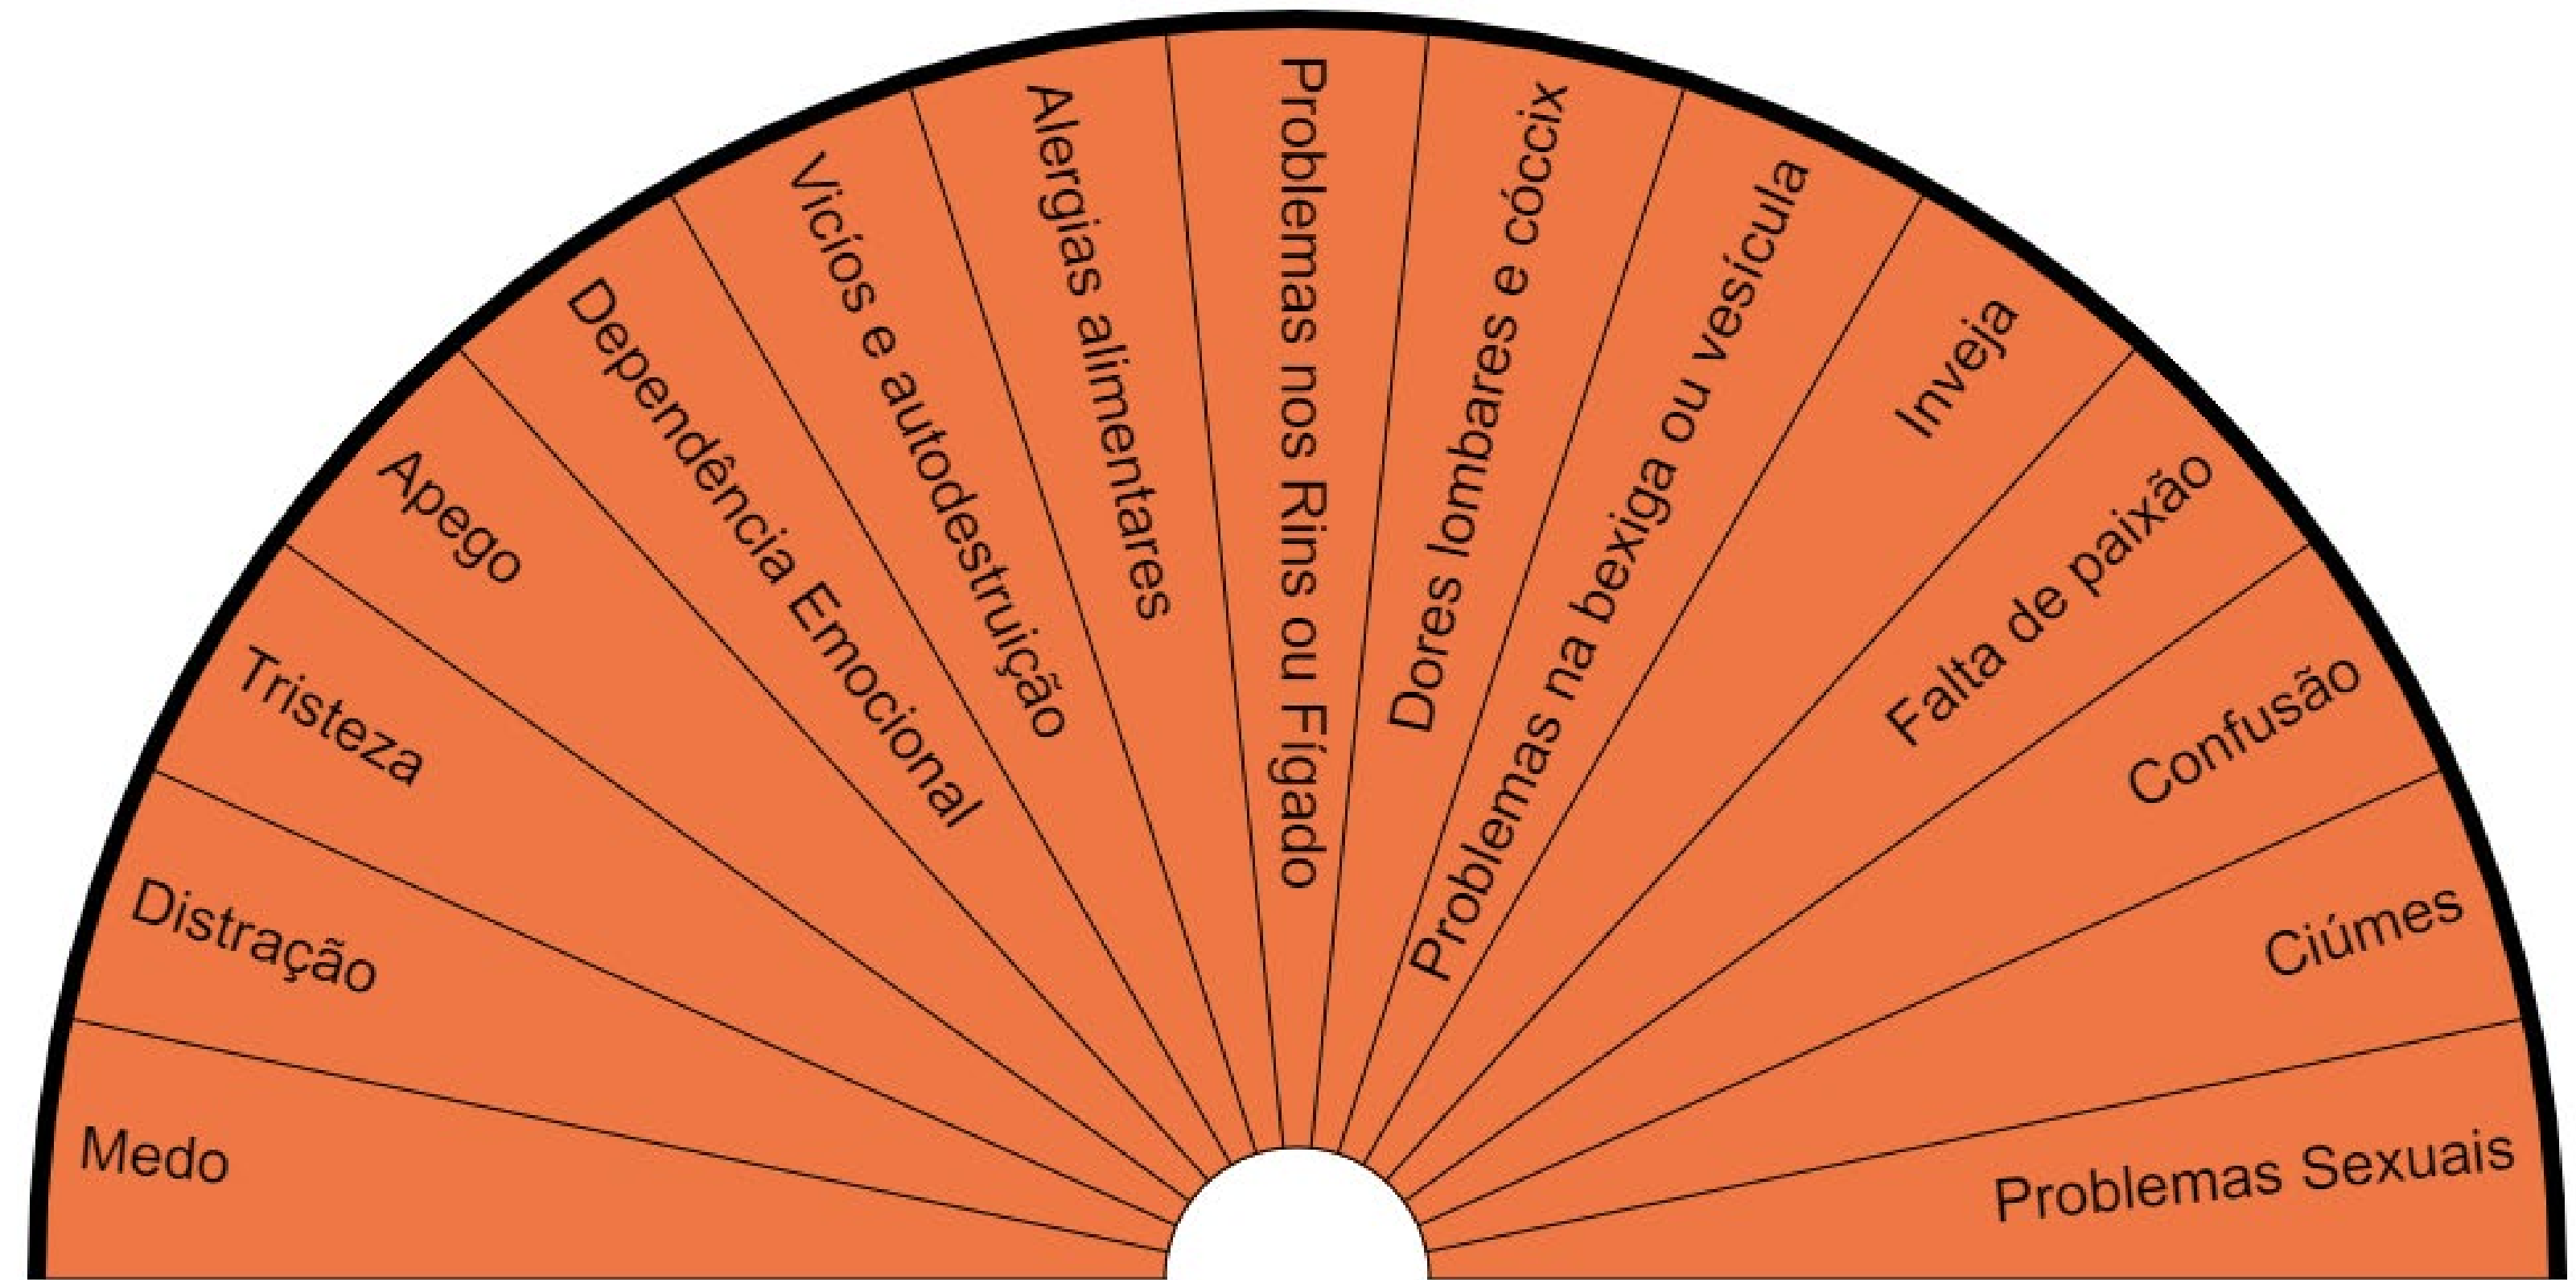 Medo
Distração
Tristeza
Apego
Dependência Emocional
Vicíos e autodestruição
Alergias alimentares
Problemas nos Rins ou Fígado
Dores lombares e cóccix
Problemas na bexiga ou vesícula
Inveja
Falta de paixão
Confusão
Ciúmes
Problemas Sexuais